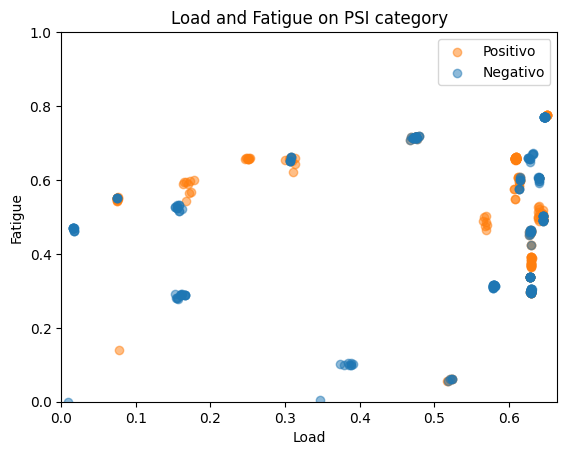 Load and Fatigue on PSI category
Positivo
Negativo
1.0
0.8
0.6
0.4
0.2
0.0
Fatigue
0.0 0.1 0.2 0.3 0.4 0.5 0.6
Load